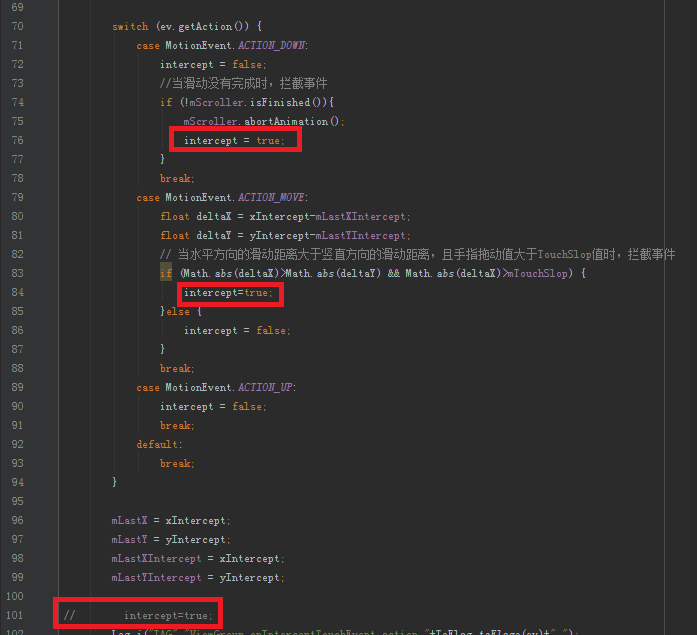 69
70 switch (ev.getAction()) {
71 case MotionEvent.ACTION_DOWN:
72 intercept = false;
73 //当滑动没有完成时，拦截事件
74 if (!mScroller.isFinished()){
75 mScroller.abortAnimation();
76 intercept = true;
77 }
78 break;
79 case MotionEvent.ACTION_MOVE:
80 float deltaX = xIntercept-mLastXIntercept;
81 float deltaY = yIntercept-mLastYIntercept;
82 // 当水平方向的滑动距离大于竖直方向的滑动距离，且手指拖动值大于TouchSlop值时，拦截事件
83 if (Math.abs(deltaX)>Math.abs(deltaY) && Math.abs(deltaX)>mTouchSlop) {
84 intercept=true;
85 }else {
86 intercept = false;
87 }
88 break;
89 case MotionEvent.ACTION_UP:
90 intercept = false;
91 break;
92 default:
93 break;
94 }
95
96 mLastX = xIntercept;
97 mLastY = yIntercept;
98 mLastXIntercept = xIntercept;
99 mLastYIntercept = yIntercept;
100
101 // intercept=true;